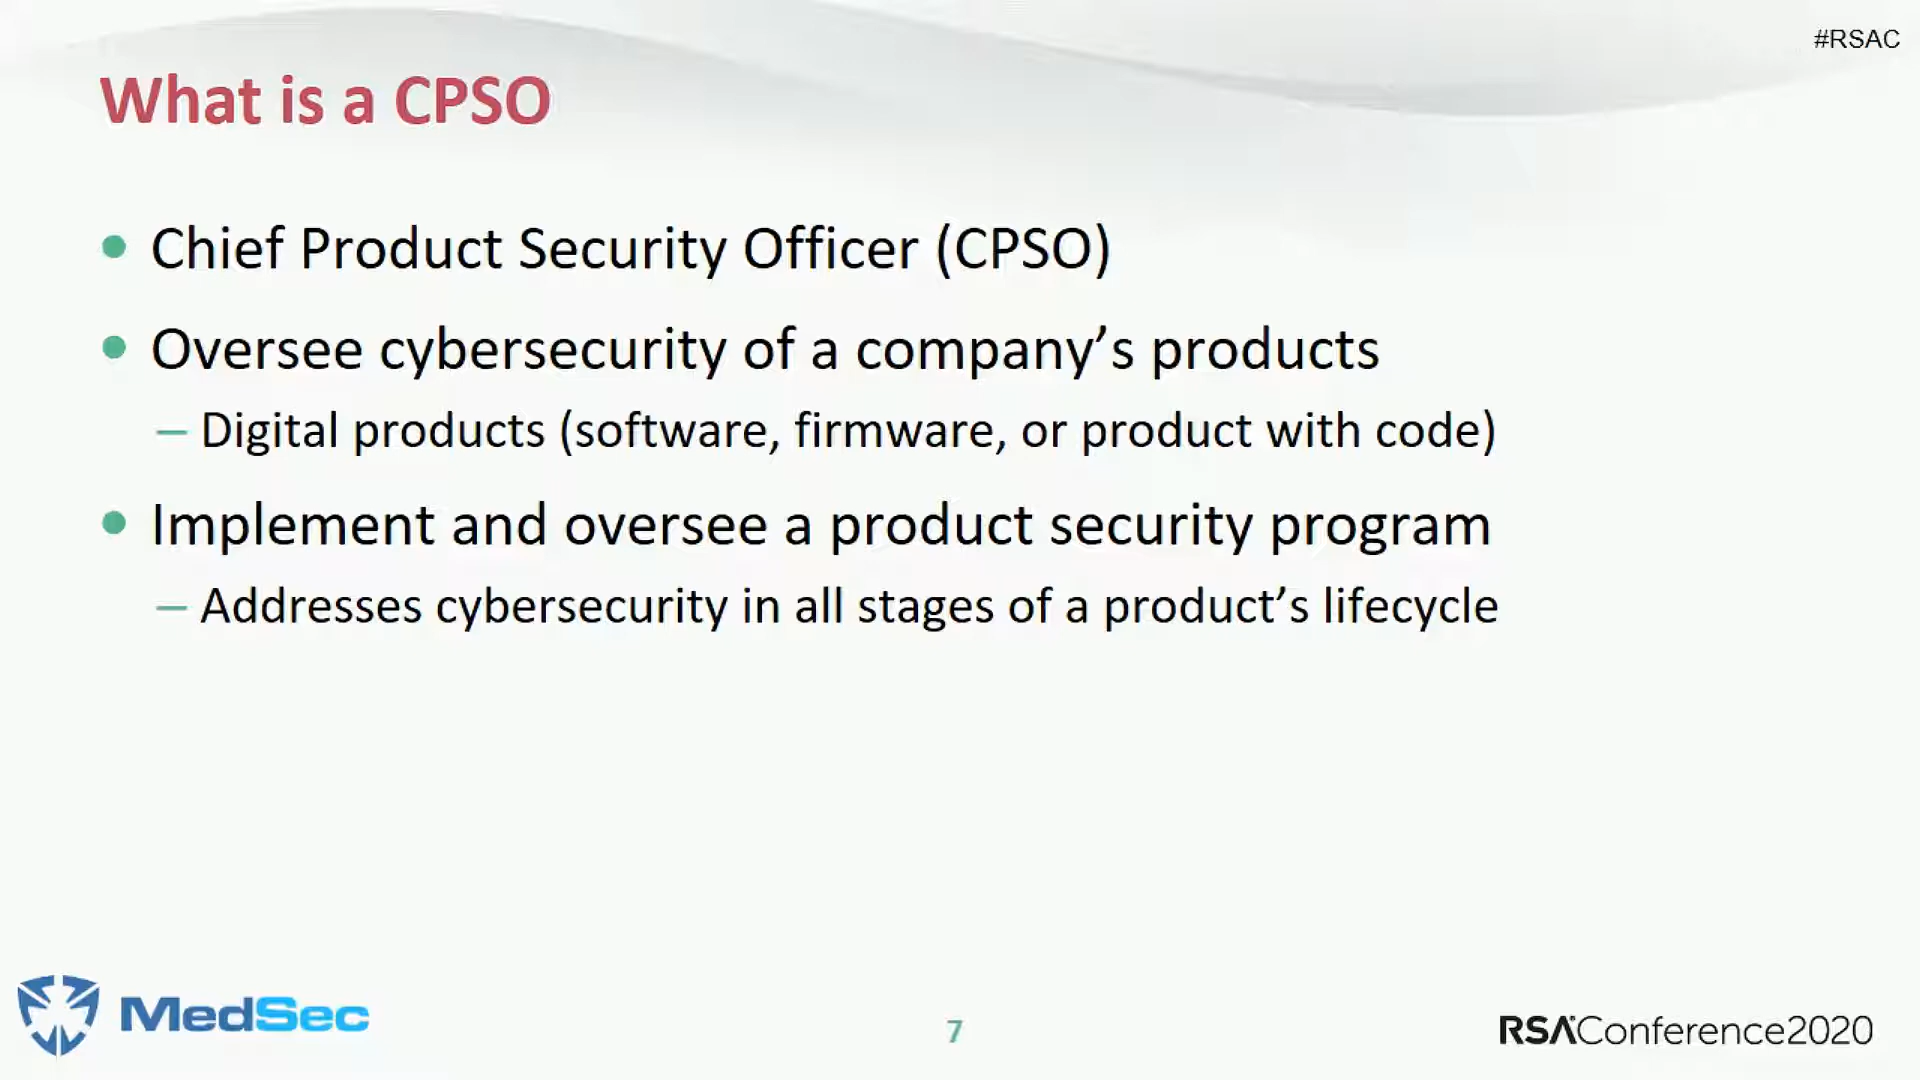 #RSAC
What is a CPSO
• Chief Product Security Officer (CPSO)
• Oversee cybersecurity of a company’s products
– Digital products (software, firmware, or product with code)
• Implement and oversee a product security program
– Addresses cybersecurity in all stages of a product’s lifecycle
MedSec
7
RSAConference2020